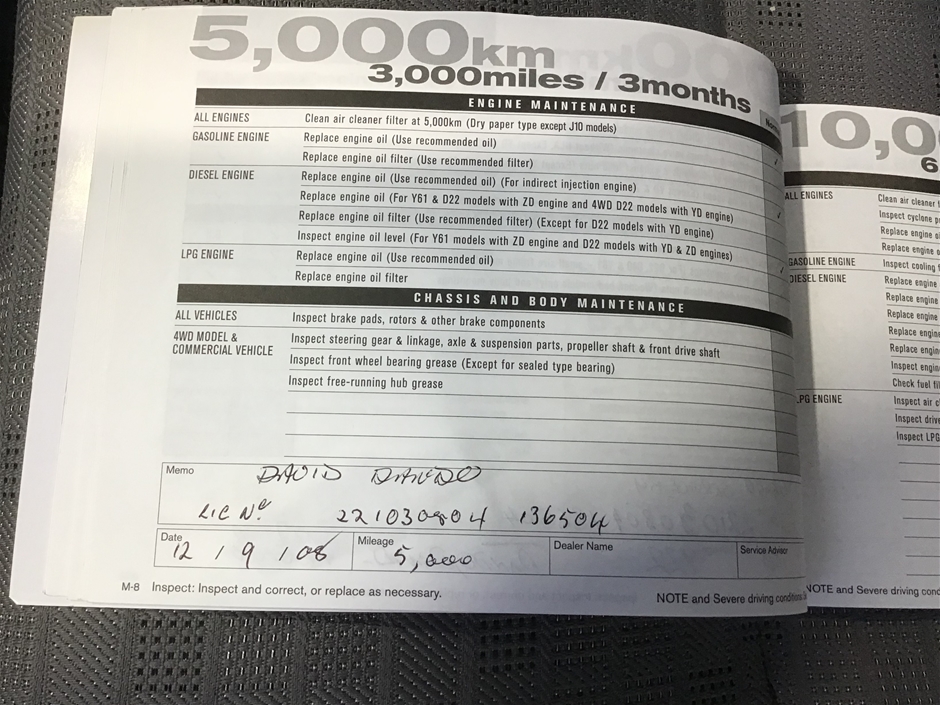 5,000km
3,000miles / 3months
ENGINE MAINTENANCE
ALL ENGINES Clean air cleaner filter at 5,000km (Dry paper type except J10 models)
GASOLINE ENGINE Replace engine oil (Use recommended oil)
Replace engine oil filter (Use recommended filter)
DIESEL ENGINE Replace engine oil (Use recommended oil) (For indirect injection engine)
Replace engine oil (For Y61 & D22 models with ZD engine and 4WD D22 models with YD engine)
Replace engine oil filter (Use recommended filter) (Except for D22 models with YD engine)
Inspect engine oil level (For Y61 models with ZD engine and D22 models with YD & ZD engines)
LPG ENGINE Replace engine oil (Use recommended oil)
Replace engine oil filter
CHASSIS AND BODY MAINTENANCE
ALL VEHICLES Inspect brake pads, rotors & other brake components
4WD MODEL & COMMERCIAL VEHICLE Inspect steering gear & linkage, axle & suspension parts, propeller shaft & front drive shaft
Inspect front wheel bearing grease (Except for sealed type bearing)
Inspect free-running hub grease
Memo DAVID
LIC Nº 221030804 136504
Date 12 / 9 / 08 Mileage 5,000 Dealer Name Service Advisor
M-8 Inspect: Inspect and correct, or replace as necessary.
NOTE and Severe driving conditions
10,0
6
ALL ENGINES Clean air cleaner
Inspect cyclone
Replace engine
Replace engine
GASOLINE ENGINE Inspect cooling
DIESEL ENGINE Replace engine
Replace engine
Replace engine
Replace engine
Replace engine
Inspect engin
Check fuel
LPG ENGINE Inspect air
Inspect drive
Inspect LPG
NOTE and Severe driving cond